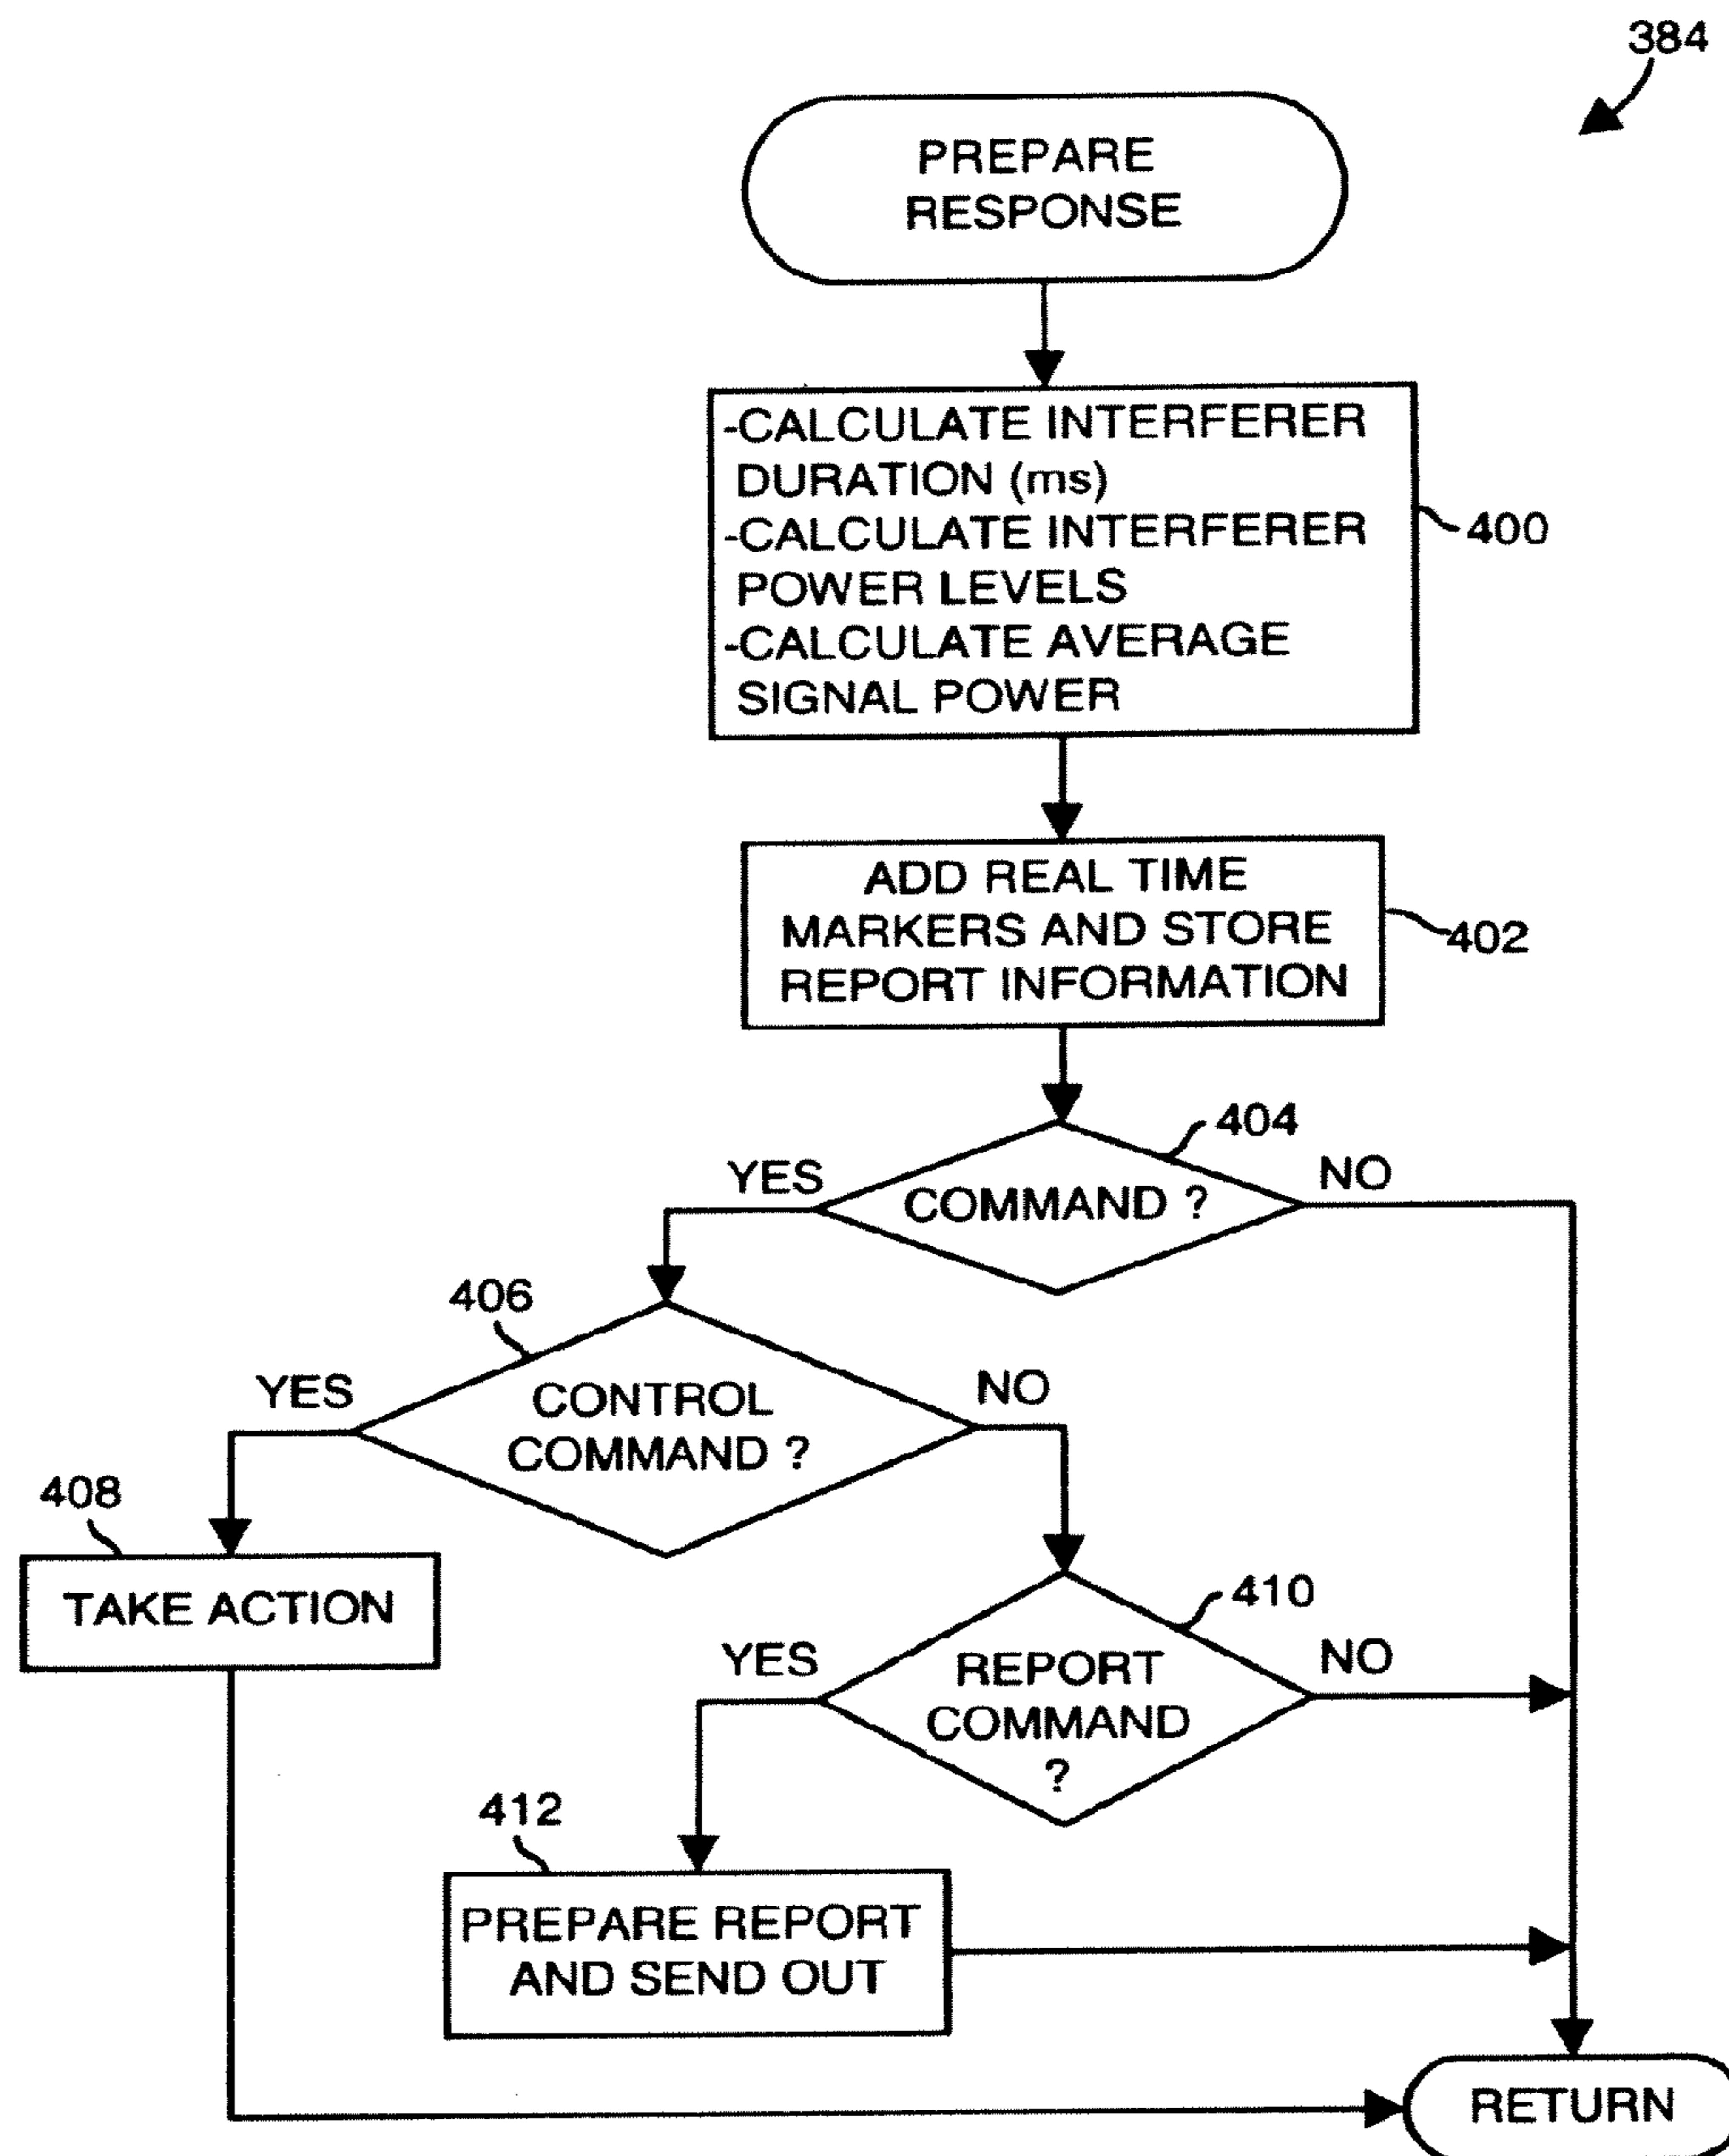 384
PREPARE
RESPONSE
-CALCULATE INTERFERER
DURATION (ms)
-CALCULATE INTERFERER
POWER LEVELS
-CALCULATE AVERAGE
SIGNAL POWER
400
ADD REAL TIME
MARKERS AND STORE
REPORT INFORMATION
402
404
YES
COMMAND ?
NO
406
YES
CONTROL
COMMAND ?
NO
408
TAKE ACTION
410
YES
REPORT
COMMAND
?
NO
412
PREPARE REPORT
AND SEND OUT
RETURN